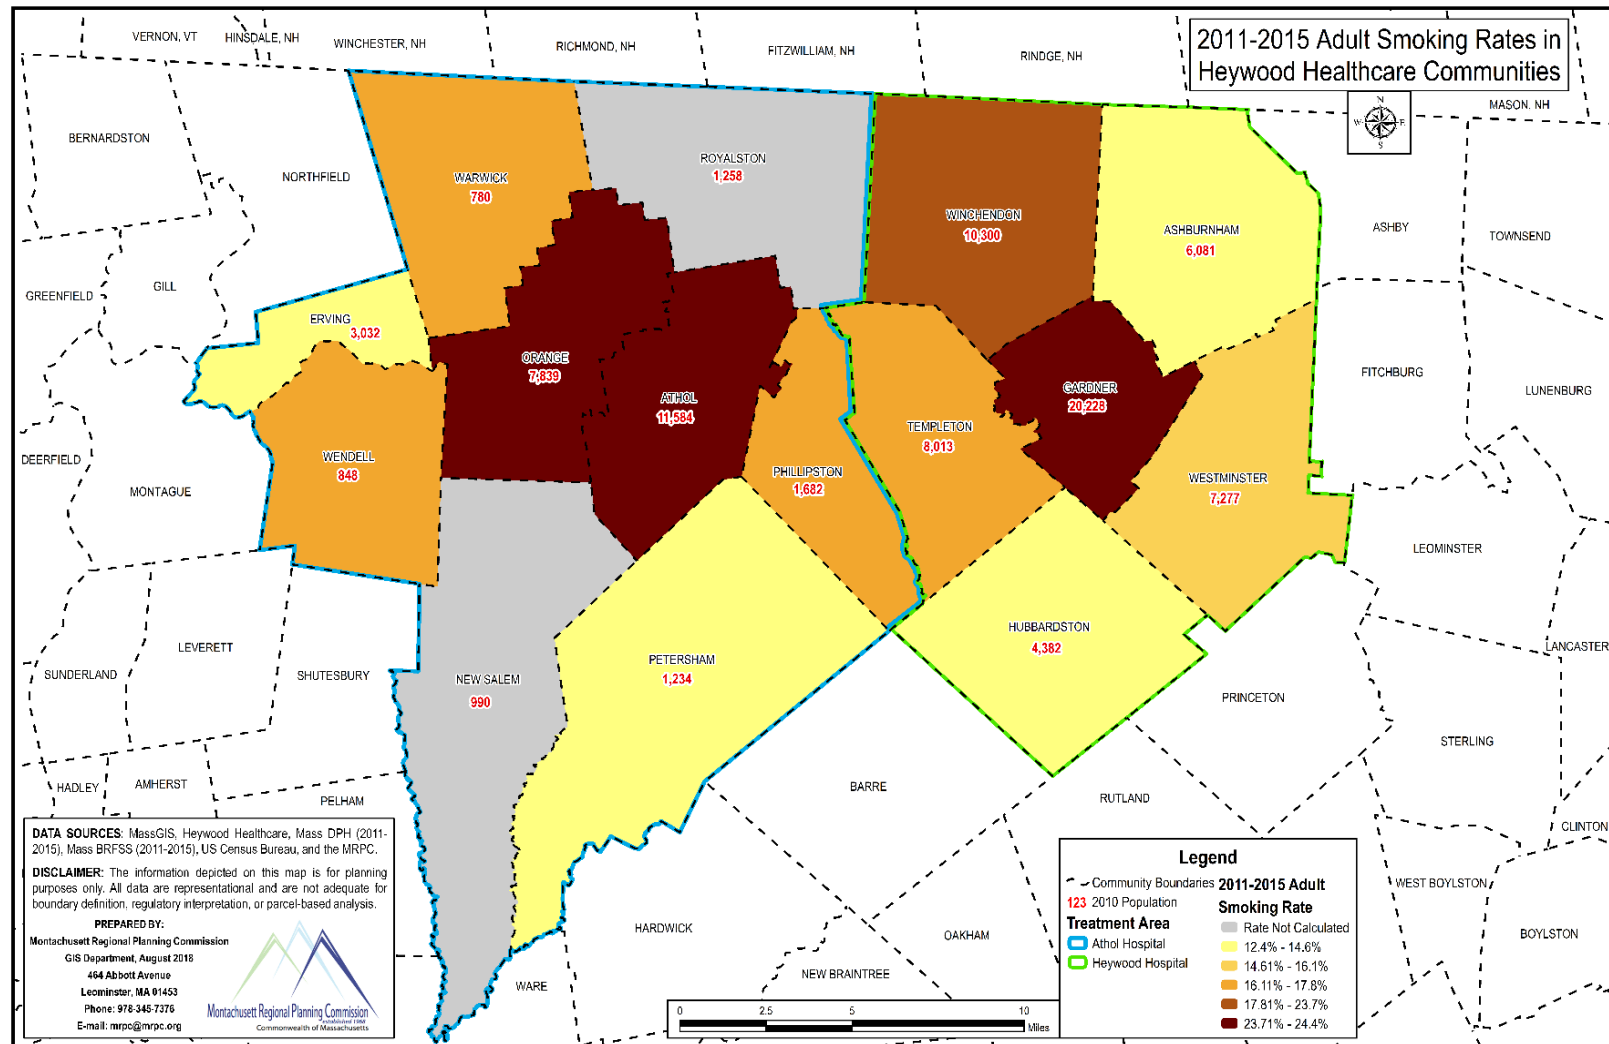 2011-2015 Adult Smoking Rates in
Heywood Healthcare Communities
N
W
E
S
VERNON, VT
HINSDALE, NH
WINCHESTER, NH
RICHMOND, NH
FITZWILLIAM, NH
RINDGE, NH
MASON, NH
BERNARDSTON
NORTHFIELD
WARWICK
780
ROYALSTON
1,258
WINCHENDON
10,300
ASHBURNHAM
6,081
ASHBY
TOWNSEND
GREENFIELD
GILL
ERVING
3,032
ORANGE
7,839
ATHOL
11,584
GARDNER
20,228
FITCHBURG
LUNENBURG
TEMPLETON
8,013
DEERFIELD
WENDELL
848
PHILLIPSTON
1,682
WESTMINSTER
7,277
MONTAGUE
LEOMINSTER
HUBBARDSTON
4,382
LEVERETT
SUNDERLAND
SHUTESBURY
NEW SALEM
990
PETERSHAM
1,234
LANCASTER
PRINCETON
STERLING
HADLEY
AMHERST
PELHAM
BARRE
RUTLAND
CLINTON
WEST BOYLSTON
HARDWICK
OAKHAM
BOYLSTON
NEW BRAINTREE
WARE
DATA SOURCES: MassGIS, Heywood Healthcare, Mass DPH (2011-
2015), Mass BRFSS (2011-2015), US Census Bureau, and the MRPC.
DISCLAIMER: The information depicted on this map is for planning
purposes only. All data are representational and are not adequate for
boundary definition, regulatory interpretation, or parcel-based analysis.
PREPARED BY:
Montachusett Regional Planning Commission
GIS Department, August 2018
464 Abbott Avenue
Leominster, MA 01453
Phone: 978-345-7376
E-mail: mrpc@mrpc.org
Montachusett Regional Planning Commission
established 1968
Commonwealth of Massachusetts
0 2.5 5 10
Miles
Legend
Community Boundaries
123 2010 Population
Treatment Area
Athol Hospital
Heywood Hospital
2011-2015 Adult
Smoking Rate
Rate Not Calculated
12.4% - 14.6%
14.61% - 16.1%
16.11% - 17.8%
17.81% - 23.7%
23.71% - 24.4%